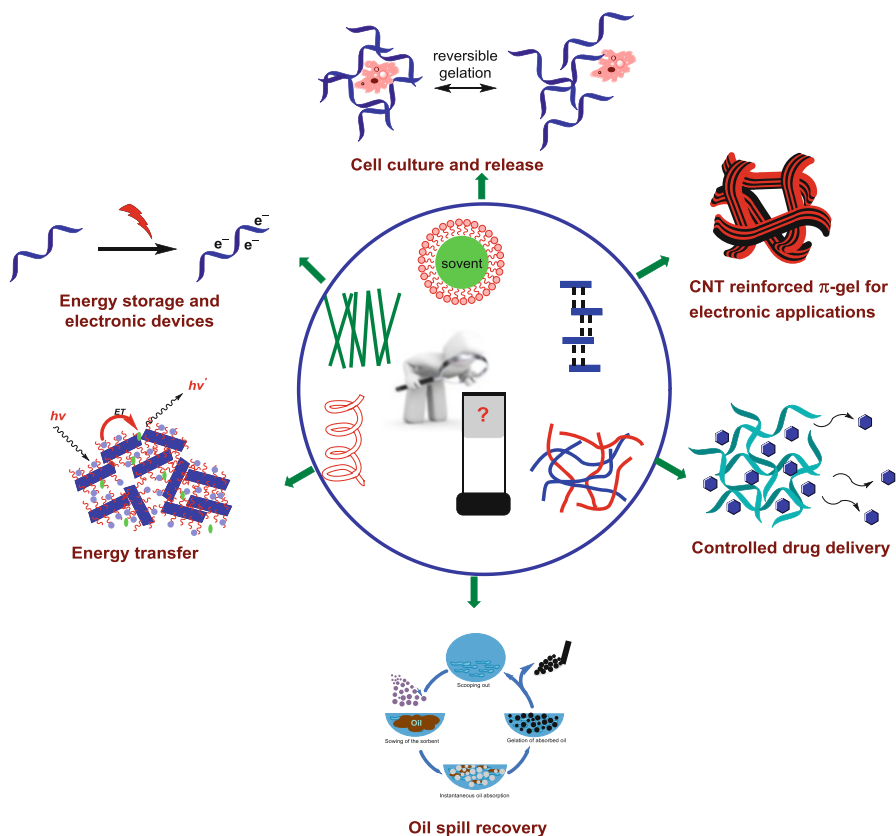 reversible
gelation
Cell culture and release
e⁻
e⁻
e⁻
Energy storage and
electronic devices
sovent
CNT reinforced π-gel for
electronic applications
?
hν
ET
hν'
Energy transfer
Controlled drug delivery
Scooping out
Oil
Sowing of the sorbent
Gelation of absorbed oil
Instantaneous oil absorption
Oil spill recovery